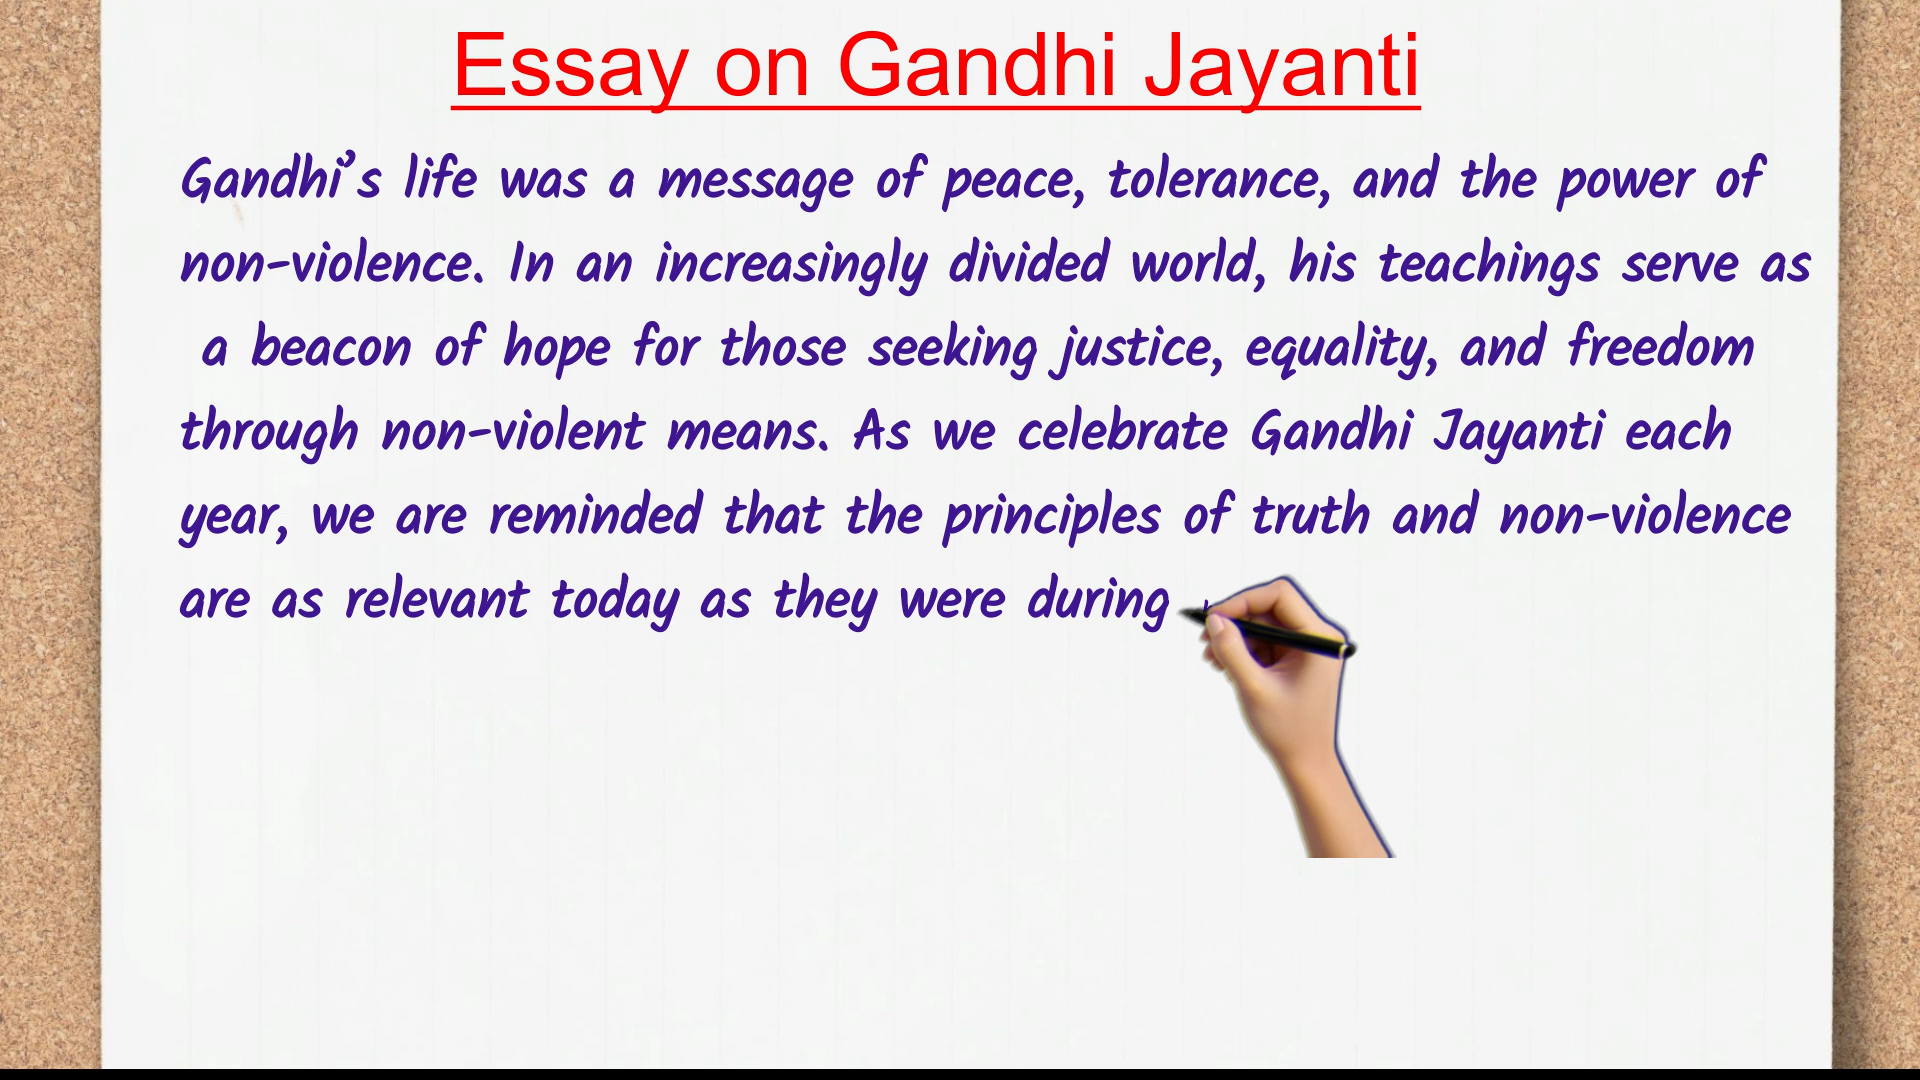 Essay on Gandhi Jayanti
Gandhi’s life was a message of peace, tolerance, and the power of
non-violence. In an increasingly divided world, his teachings serve as
a beacon of hope for those seeking justice, equality, and freedom
through non-violent means. As we celebrate Gandhi Jayanti each
year, we are reminded that the principles of truth and non-violence
are as relevant today as they were during